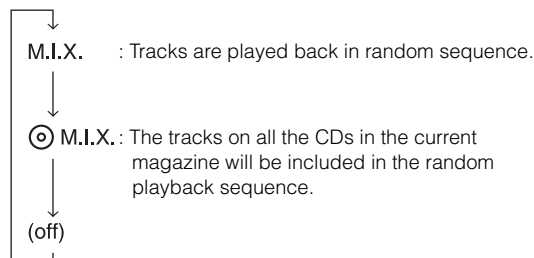 M.I.X. : Tracks are played back in random sequence.
M.I.X. : The tracks on all the CDs in the current
magazine will be included in the random
playback sequence.
(off)